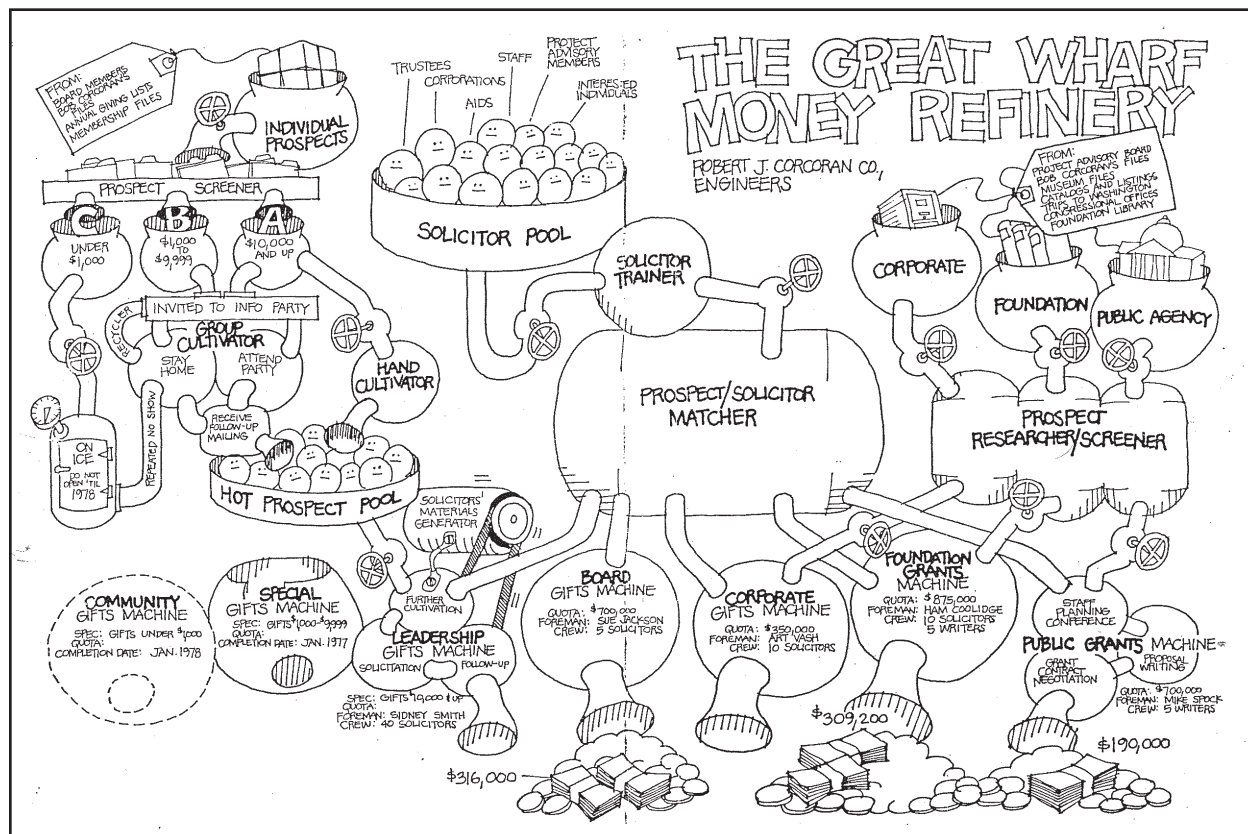 THE GREAT WHARF
MONEY REFINERY
ROBERT J. CORCORAN CO.,
ENGINEERS
FROM:
BOARD MEMBERS
BOB CORCORAN'S
FILES
ANNUAL GIVING LISTS
MEMBERSHIP FILES
INDIVIDUAL
PROSPECTS
PROSPECT SCREENER
C
UNDER
$1,000
B
$1,000
TO
$9,999
A
$10,000
AND UP
INVITED TO INFO PARTY
RECYCLER
GROUP
CULTIVATOR
STAY
HOME
ATTEND
PARTY
HAND
CULTIVATOR
RECEIVE
FOLLOW-UP
MAILING
REPEATED NO SHOW
ON
ICE
DO NOT
OPEN 'TIL
1978
HOT PROSPECT POOL
TRUSTEES
CORPORATIONS
AIDS
STAFF
PROJECT
ADVISORY
MEMBERS
INTERESTED
INDIVIDUALS
SOLICITOR POOL
SOLICITOR
TRAINER
PROSPECT/SOLICITOR
MATCHER
FROM:
PROJECT ADVISORY BOARD
BOB CORCORAN'S FILES
MUSEUM FILES
CATALOGS AND LISTINGS
TRIPS TO WASHINGTON
CONGRESSIONAL OFFICES
FOUNDATION LIBRARY
CORPORATE
FOUNDATION
PUBLIC AGENCY
PROSPECT
RESEARCHER/SCREENER
SOLICITORS'
MATERIALS
GENERATOR
COMMUNITY
GIFTS MACHINE
SPEC: GIFTS UNDER $1,000
QUOTA:
COMPLETION DATE: JAN. 1978
SPECIAL
GIFTS MACHINE
SPEC: GIFTS $1,000-$9,999
QUOTA:
COMPLETION DATE: JAN. 1977
FURTHER
CULTIVATION
LEADERSHIP
GIFTS MACHINE
SOLICITATION
FOLLOW-UP
SPEC: GIFTS $10,000 & UP
QUOTA:
FOREMAN: SIDNEY SMITH
CREW: 40 SOLICITORS
BOARD
GIFTS MACHINE
QUOTA: $700,000
FOREMAN: SUE JACKSON
CREW: 5 SOLICITORS
CORPORATE
GIFTS MACHINE
QUOTA: $350,000
FOREMAN: ART VASH
CREW: 10 SOLICITORS
FOUNDATION
GRANTS
MACHINE
QUOTA: $875,000
FOREMAN: HAM COOLIDGE
CREW: 10 SOLICITORS
5 WRITERS
STAFF
PLANNING
CONFERENCE
PUBLIC GRANTS MACHINE
GRANT
CONTRACT
NEGOTIATION
PROPOSAL
WRITING
QUOTA: $700,000
FOREMAN: MIKE SPOCK
CREW: 5 WRITERS
$316,000
$309,200
$190,000